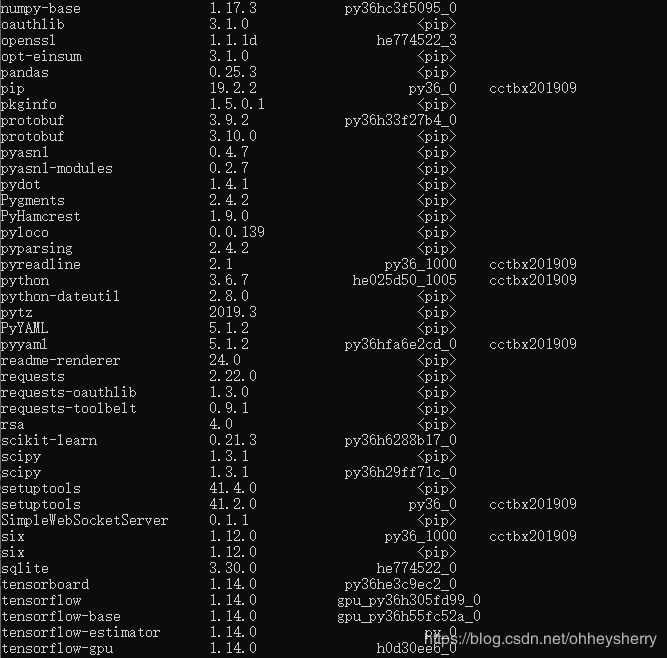 numpy-base 1.17.3 py36hc3f5095_0
oauthlib 3.1.0 <pip>
openssl 1.1.1d he774522_3
opt-einsum 3.1.0 <pip>
pandas 0.25.3 <pip>
pip 19.2.2 py36_0 cctbx201909
pkginfo 1.5.0.1 <pip>
protobuf 3.9.2 py36h33f27b4_0
protobuf 3.10.0 <pip>
pyasn1 0.4.7 <pip>
pyasn1-modules 0.2.7 <pip>
pydot 1.4.1 <pip>
Pygments 2.4.2 <pip>
PyHamcrest 1.9.0 <pip>
pyloco 0.0.139 <pip>
pyparsing 2.4.2 <pip>
pyreadline 2.1 py36_1000 cctbx201909
python 3.6.7 he025d50_1005 cctbx201909
python-dateutil 2.8.0 <pip>
pytz 2019.3 <pip>
PyYAML 5.1.2 <pip>
pyyaml 5.1.2 py36hfa6e2cd_0 cctbx201909
readme-renderer 24.0 <pip>
requests 2.22.0 <pip>
requests-oauthlib 1.3.0 <pip>
requests-toolbelt 0.9.1 <pip>
rsa 4.0 <pip>
scikit-learn 0.21.3 py36h6288b17_0
scipy 1.3.1 <pip>
scipy 1.3.1 py36h29ff71c_0
setuptools 41.4.0 <pip>
setuptools 41.2.0 py36_0 cctbx201909
SimpleWebSocketServer 0.1.1 <pip>
six 1.12.0 py36_1000 cctbx201909
six 1.12.0 <pip>
sqlite 3.30.0 he774522_0
tensorboard 1.14.0 py36he3c9ec2_0
tensorflow 1.14.0 gpu_py36h305fd99_0
tensorflow-base 1.14.0 gpu_py36h55fc52a_0
tensorflow-estimator 1.14.0 py_0
https://blog.csdn.net/ohheysherry
tensorflow-gpu 1.14.0 h0d30ee6_0